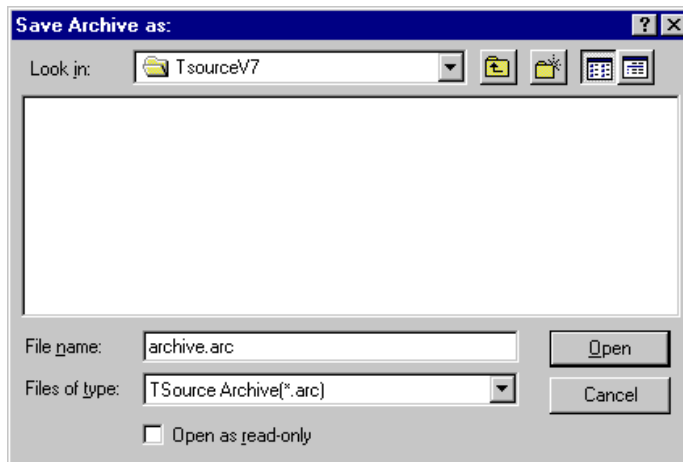 Save Archive as:
Look in: TsourceV7
File name: archive.arc Open
Files of type: TSource Archive(*.arc) Cancel
Open as read-only